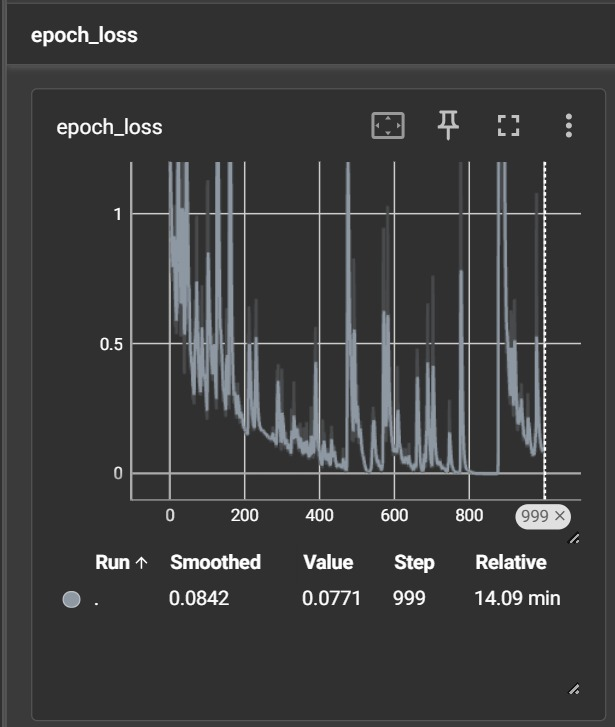 epoch_loss
epoch_loss
1
0.5
0
0 200 400 600 800 999 ×
Run ↑ Smoothed Value Step Relative
. 0.0842 0.0771 999 14.09 min